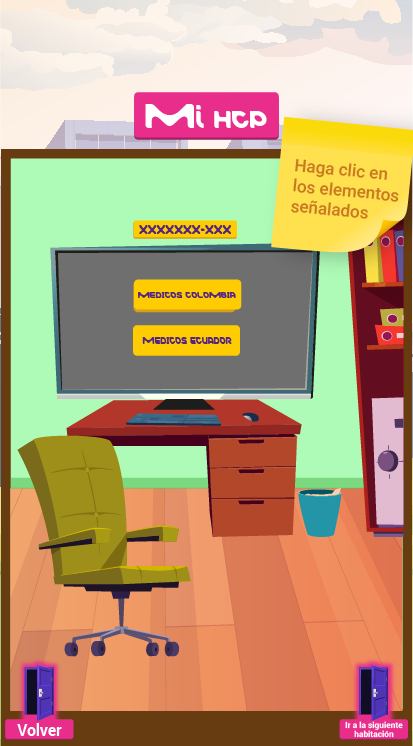 Mi HCP
Haga clic en
los elementos
señalados
XXXXXXX-XXX
MEDICOS COLOMBIA
MEDICOS ECUADOR
Volver
Ir a la siguiente
habitación